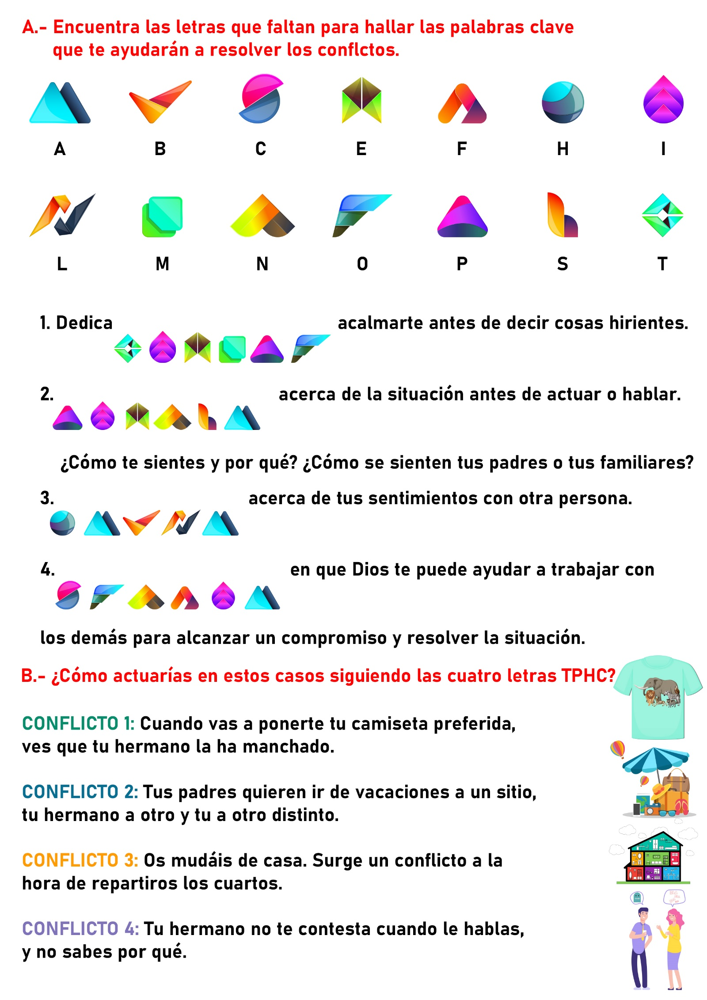 A.- Encuentra las letras que faltan para hallar las palabras clave
que te ayudarán a resolver los conflctos.
A B C E F H I
L M N O P S T
1. Dedica acalmarte antes de decir cosas hirientes.
2. acerca de la situación antes de actuar o hablar.
¿Cómo te sientes y por qué? ¿Cómo se sienten tus padres o tus familiares?
3. acerca de tus sentimientos con otra persona.
4. en que Dios te puede ayudar a trabajar con
los demás para alcanzar un compromiso y resolver la situación.
B.- ¿Cómo actuarías en estos casos siguiendo las cuatro letras TPHC?
CONFLICTO 1: Cuando vas a ponerte tu camiseta preferida,
ves que tu hermano la ha manchado.
CONFLICTO 2: Tus padres quieren ir de vacaciones a un sitio,
tu hermano a otro y tu a otro distinto.
CONFLICTO 3: Os mudáis de casa. Surge un conflicto a la
hora de repartiros los cuartos.
CONFLICTO 4: Tu hermano no te contesta cuando le hablas,
y no sabes por qué.